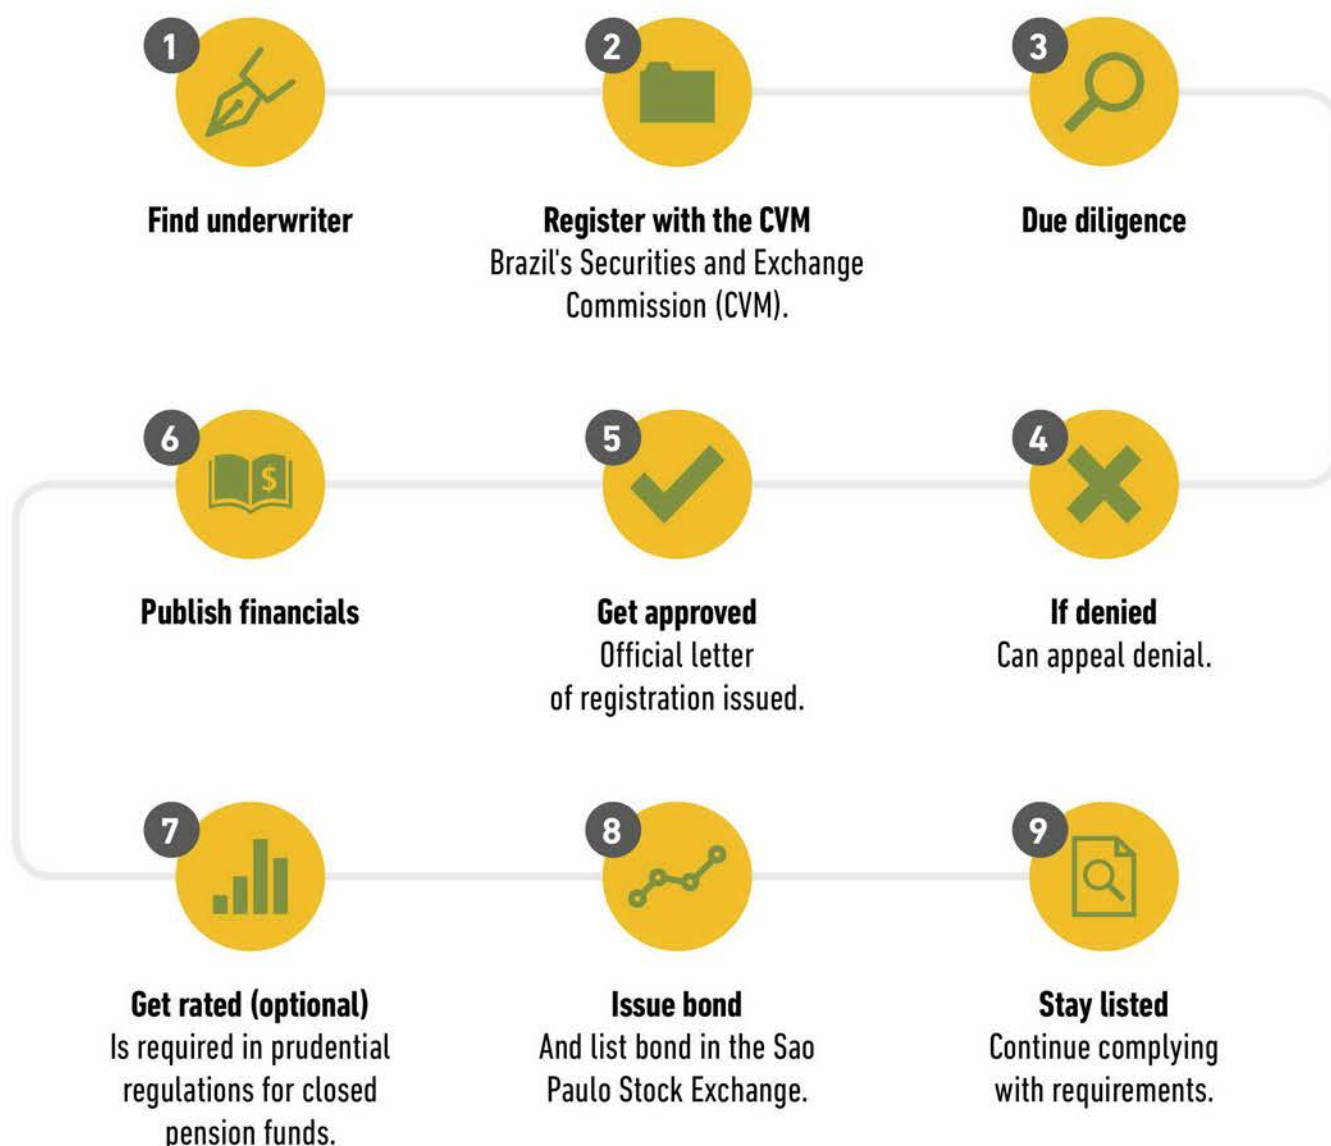 1
Find underwriter
2
Register with the CVM
Brazil's Securities and Exchange
Commission (CVM).
3
Due diligence
4
If denied
Can appeal denial.
5
Get approved
Official letter
of registration issued.
6
$
Publish financials
7
Get rated (optional)
Is required in prudential
regulations for closed
pension funds.
8
Issue bond
And list bond in the Sao
Paulo Stock Exchange.
9
Stay listed
Continue complying
with requirements.